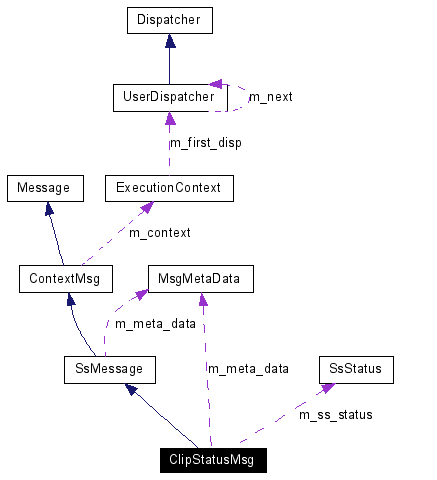 Dispatcher
UserDispatcher
m_next
m_first_disp
Message
ExecutionContext
m_context
ContextMsg
MsgMetaData
m_meta_data
SsMessage
m_meta_data
SsStatus
m_ss_status
ClipStatusMsg